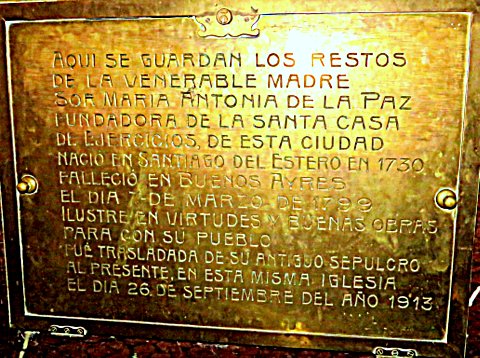 AQUI SE GUARDAN LOS RESTOS
DE LA VENERABLE MADRE
SOR MARIA ANTONIA DE LA PAZ
FUNDADORA DE LA SANTA CASA
DE EJERCICIOS, DE ESTA CIUDAD
NACIO EN SANTIAGO DEL ESTERO EN 1730
FALLECIÓ EN BUENOS AYRES
EL DIA 7 DE MARZO DE 1799
ILUSTRE EN VIRTUDES Y BUENAS OBRAS
PARA CON SU PUEBLO
FUÉ TRASLADADA DE SU ANTIGUO SEPULCRO
AL PRESENTE, EN ESTA MISMA IGLESIA
EL DIA 26 DE SEPTIEMBRE DEL AÑO 1913